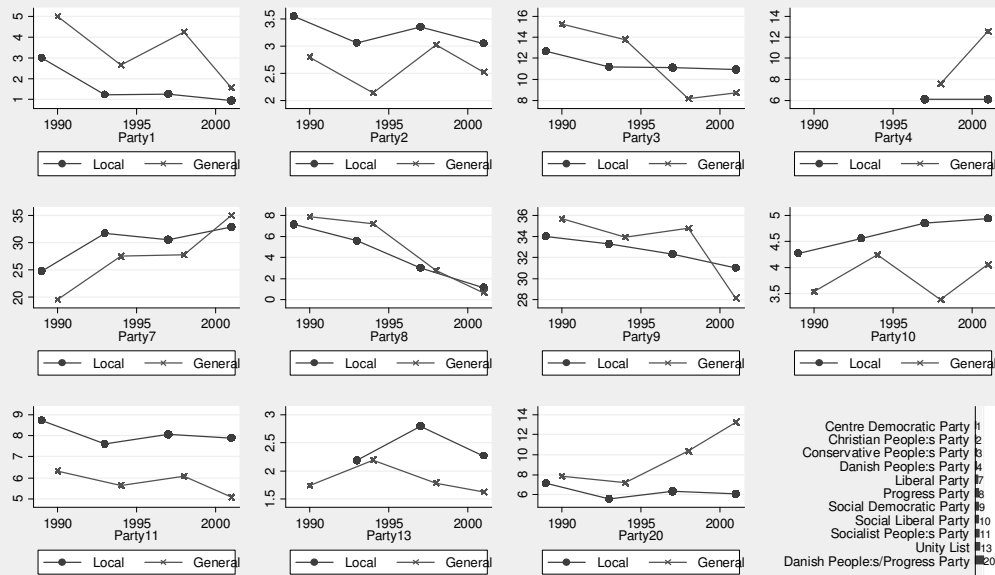 5
4
3
2
1
1990 1995 2000
Party1
Local General
3.5
3
2.5
2
1990 1995 2000
Party2
Local General
16
14
12
10
8
1990 1995 2000
Party3
Local General
14
12
10
8
6
1990 1995 2000
Party4
Local General
35
30
25
20
1990 1995 2000
Party7
Local General
8
6
4
2
0
1990 1995 2000
Party8
Local General
36
34
32
30
28
1990 1995 2000
Party9
Local General
5
4.5
4
3.5
1990 1995 2000
Party10
Local General
9
8
7
6
5
1990 1995 2000
Party11
Local General
3
2.5
2
1.5
1990 1995 2000
Party13
Local General
14
12
10
8
6
1990 1995 2000
Party20
Local General
Centre Democratic Party 1
Christian People:s Party 2
Conservative People:s Party 3
Danish People:s Party 4
Liberal Party 7
Progress Party 8
Social Democratic Party 9
Social Liberal Party 10
Socialist People:s Party 11
Unity List 13
Danish People:s/Progress Party 20